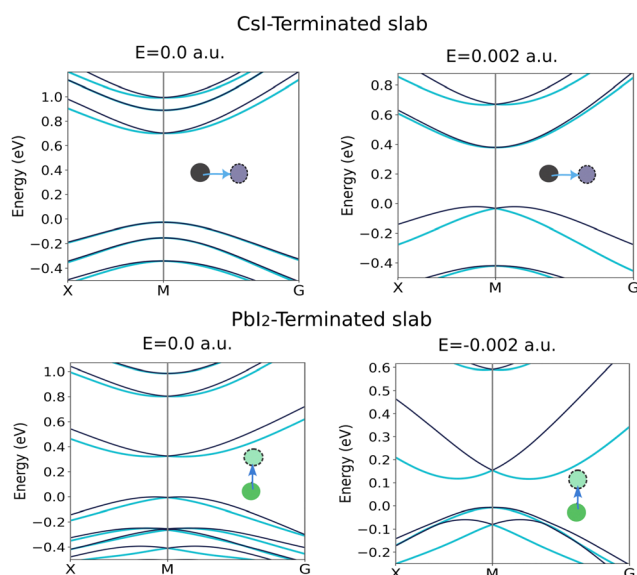 CsI-Terminated slab
E=0.0 a.u.
E=0.002 a.u.
Energy (eV)
1.0
0.8
0.6
0.4
0.2
0.0
−0.2
−0.4
X M G
Energy (eV)
0.8
0.6
0.4
0.2
0.0
−0.2
−0.4
X M G
PbI₂-Terminated slab
E=0.0 a.u.
E=-0.002 a.u.
Energy (eV)
1.0
0.8
0.6
0.4
0.2
0.0
−0.2
−0.4
X M G
Energy (eV)
0.6
0.5
0.4
0.3
0.2
0.1
0.0
−0.1
−0.2
X M G